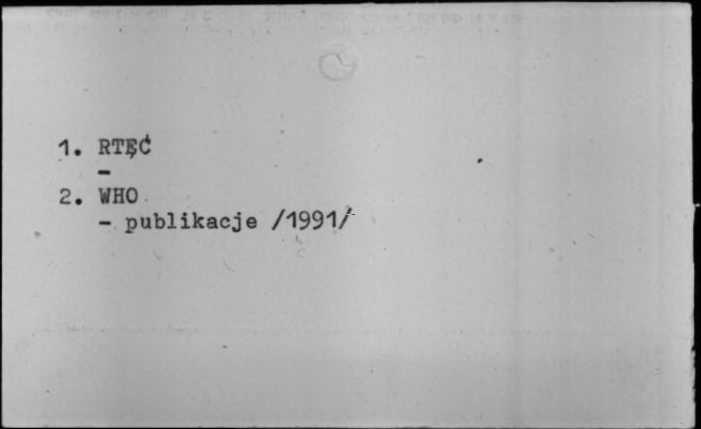 1. RTĘĆ
-
2. WHO
- publikacje /1991/